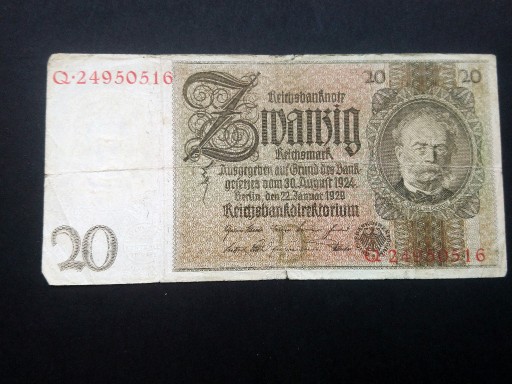 Q·24950516
20
20
Reichsbanknote
Zwanzig
Reichsmark
Ausgegeben auf Grund des Bank-
gesetzes vom 30. August 1924
Berlin, den 22. Januar 1929
Reichsbankdirektorium
20
Q·24950516